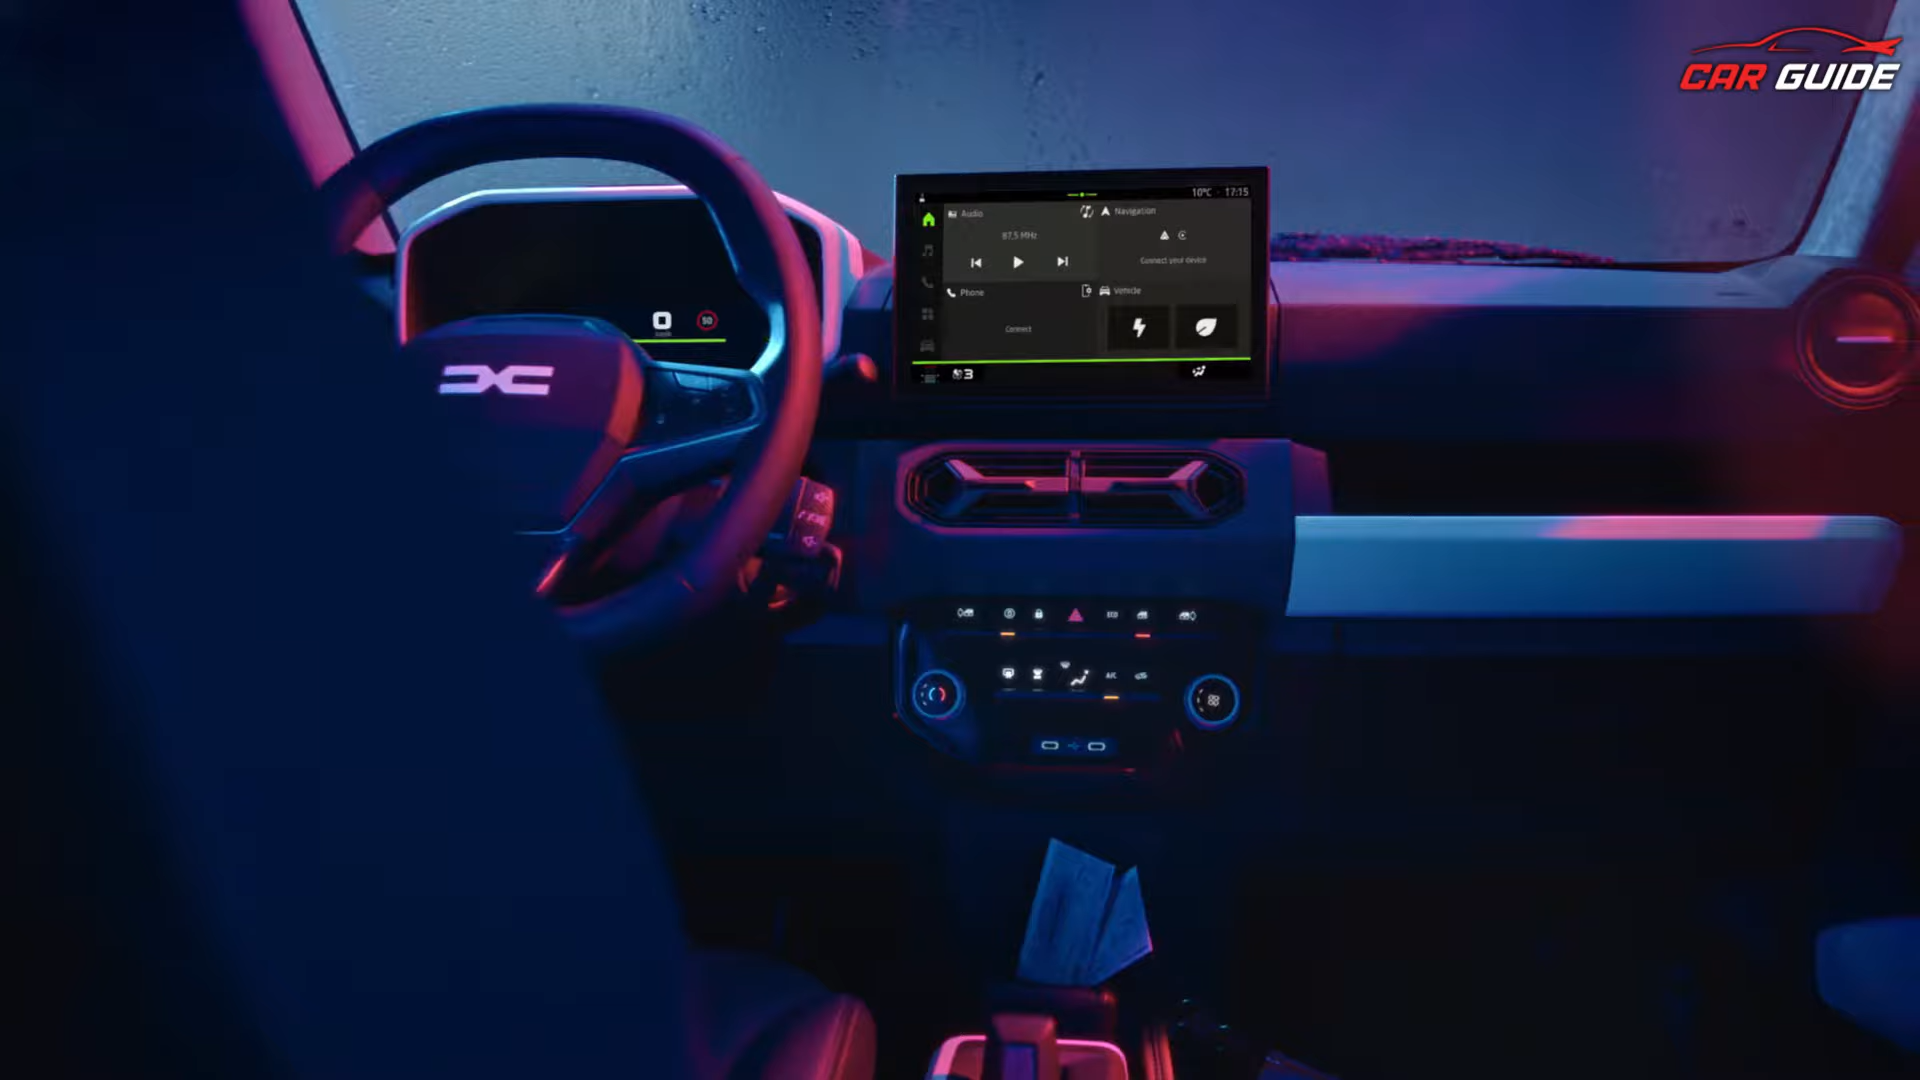 CAR GUIDE
10°C · 17:15
Audio
Navigation
87.5 MHz
Connect your device
Phone
Vehicle
Connect
50
3
ECO
A/C